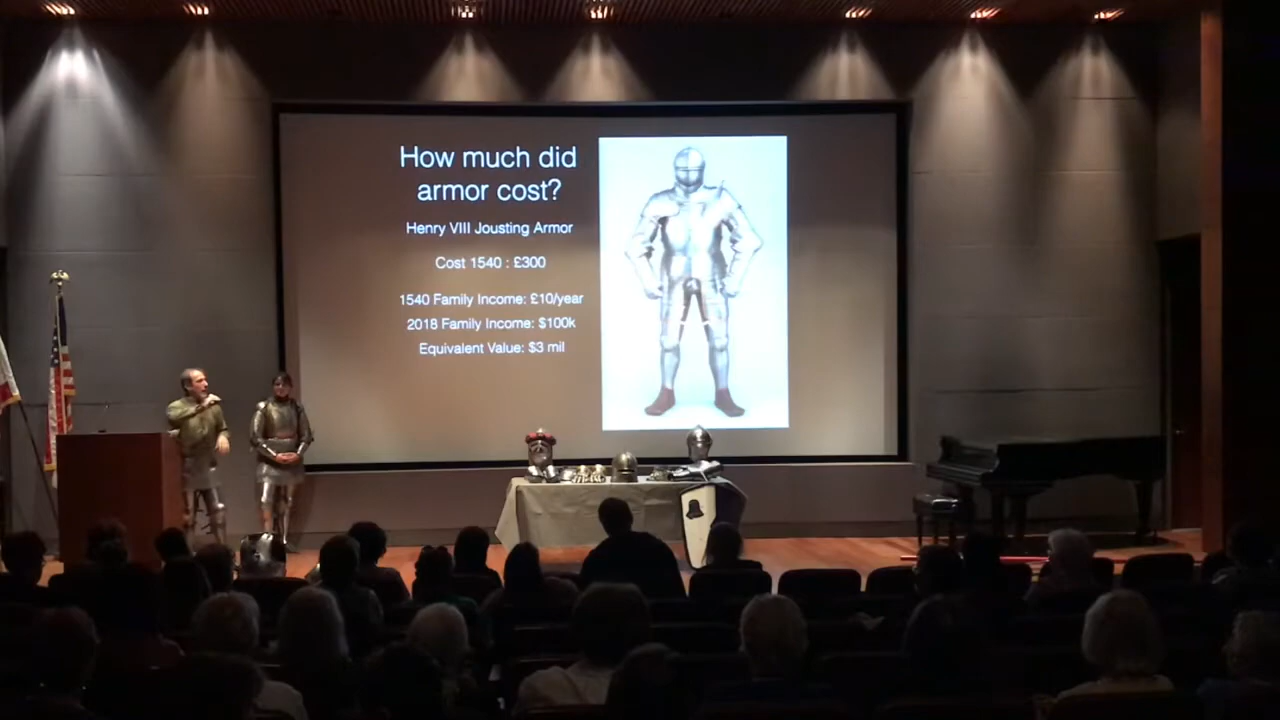 How much did
armor cost?
Henry VIII Jousting Armor
Cost 1540 : £300
1540 Family Income: £10/year
2018 Family Income: $100k
Equivalent Value: $3 mil